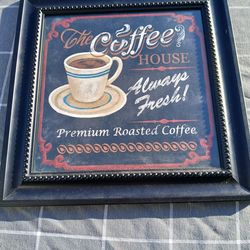 The
Coffee
HOUSE
Always
Fresh!
Premium Roasted Coffee